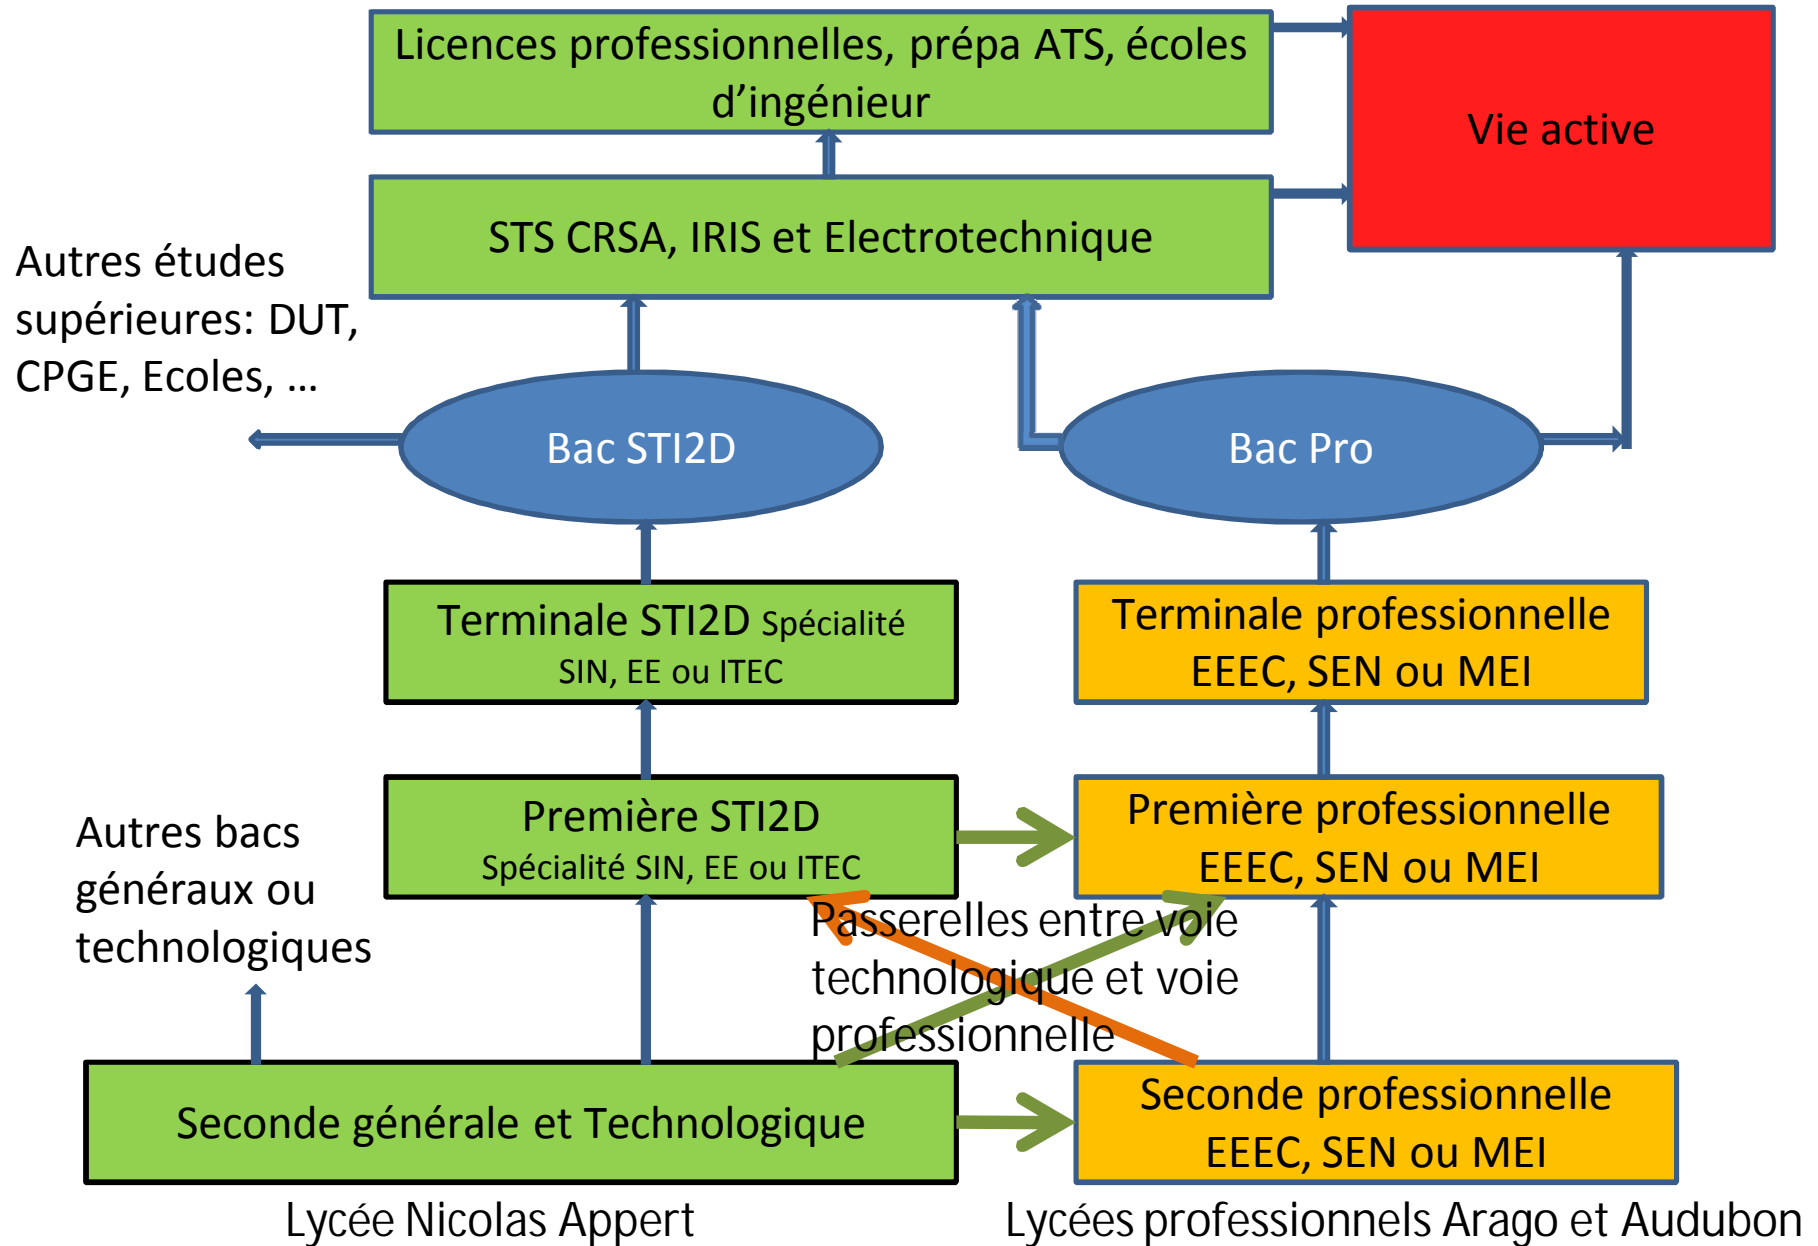 Licences professionnelles, prépa ATS, écoles
d’ingénieur
Vie active
STS CRSA, IRIS et Electrotechnique
Autres études
supérieures: DUT,
CPGE, Ecoles, ...
Bac STI2D
Bac Pro
Terminale STI2D Spécialité
SIN, EE ou ITEC
Terminale professionnelle
EEEC, SEN ou MEI
Première STI2D
Spécialité SIN, EE ou ITEC
Première professionnelle
EEEC, SEN ou MEI
Autres bacs
généraux ou
technologiques
Passerelles entre voie
technologique et voie
professionnelle
Seconde générale et Technologique
Seconde professionnelle
EEEC, SEN ou MEI
Lycée Nicolas Appert
Lycées professionnels Arago et Audubon